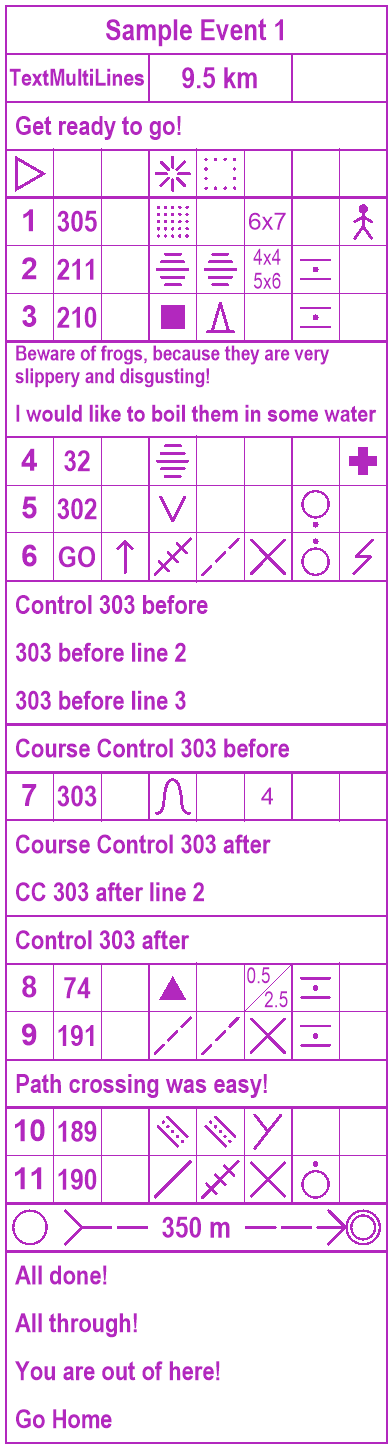 Sample Event 1
TextMultiLines 9.5 km
Get ready to go!
1 305 6x7
2 211 4x4 5x6
3 210
Beware of frogs, because they are very
slippery and disgusting!
I would like to boil them in some water
4 32
5 302
6 GO
Control 303 before
303 before line 2
303 before line 3
Course Control 303 before
7 303 4
Course Control 303 after
CC 303 after line 2
Control 303 after
8 74 0.5 2.5
9 191
Path crossing was easy!
10 189
11 190
350 m
All done!
All through!
You are out of here!
Go Home